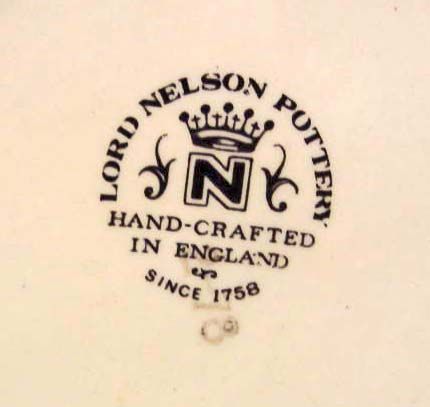 LORD NELSON POTTERY
N
HAND-CRAFTED
IN ENGLAND
SINCE 1758